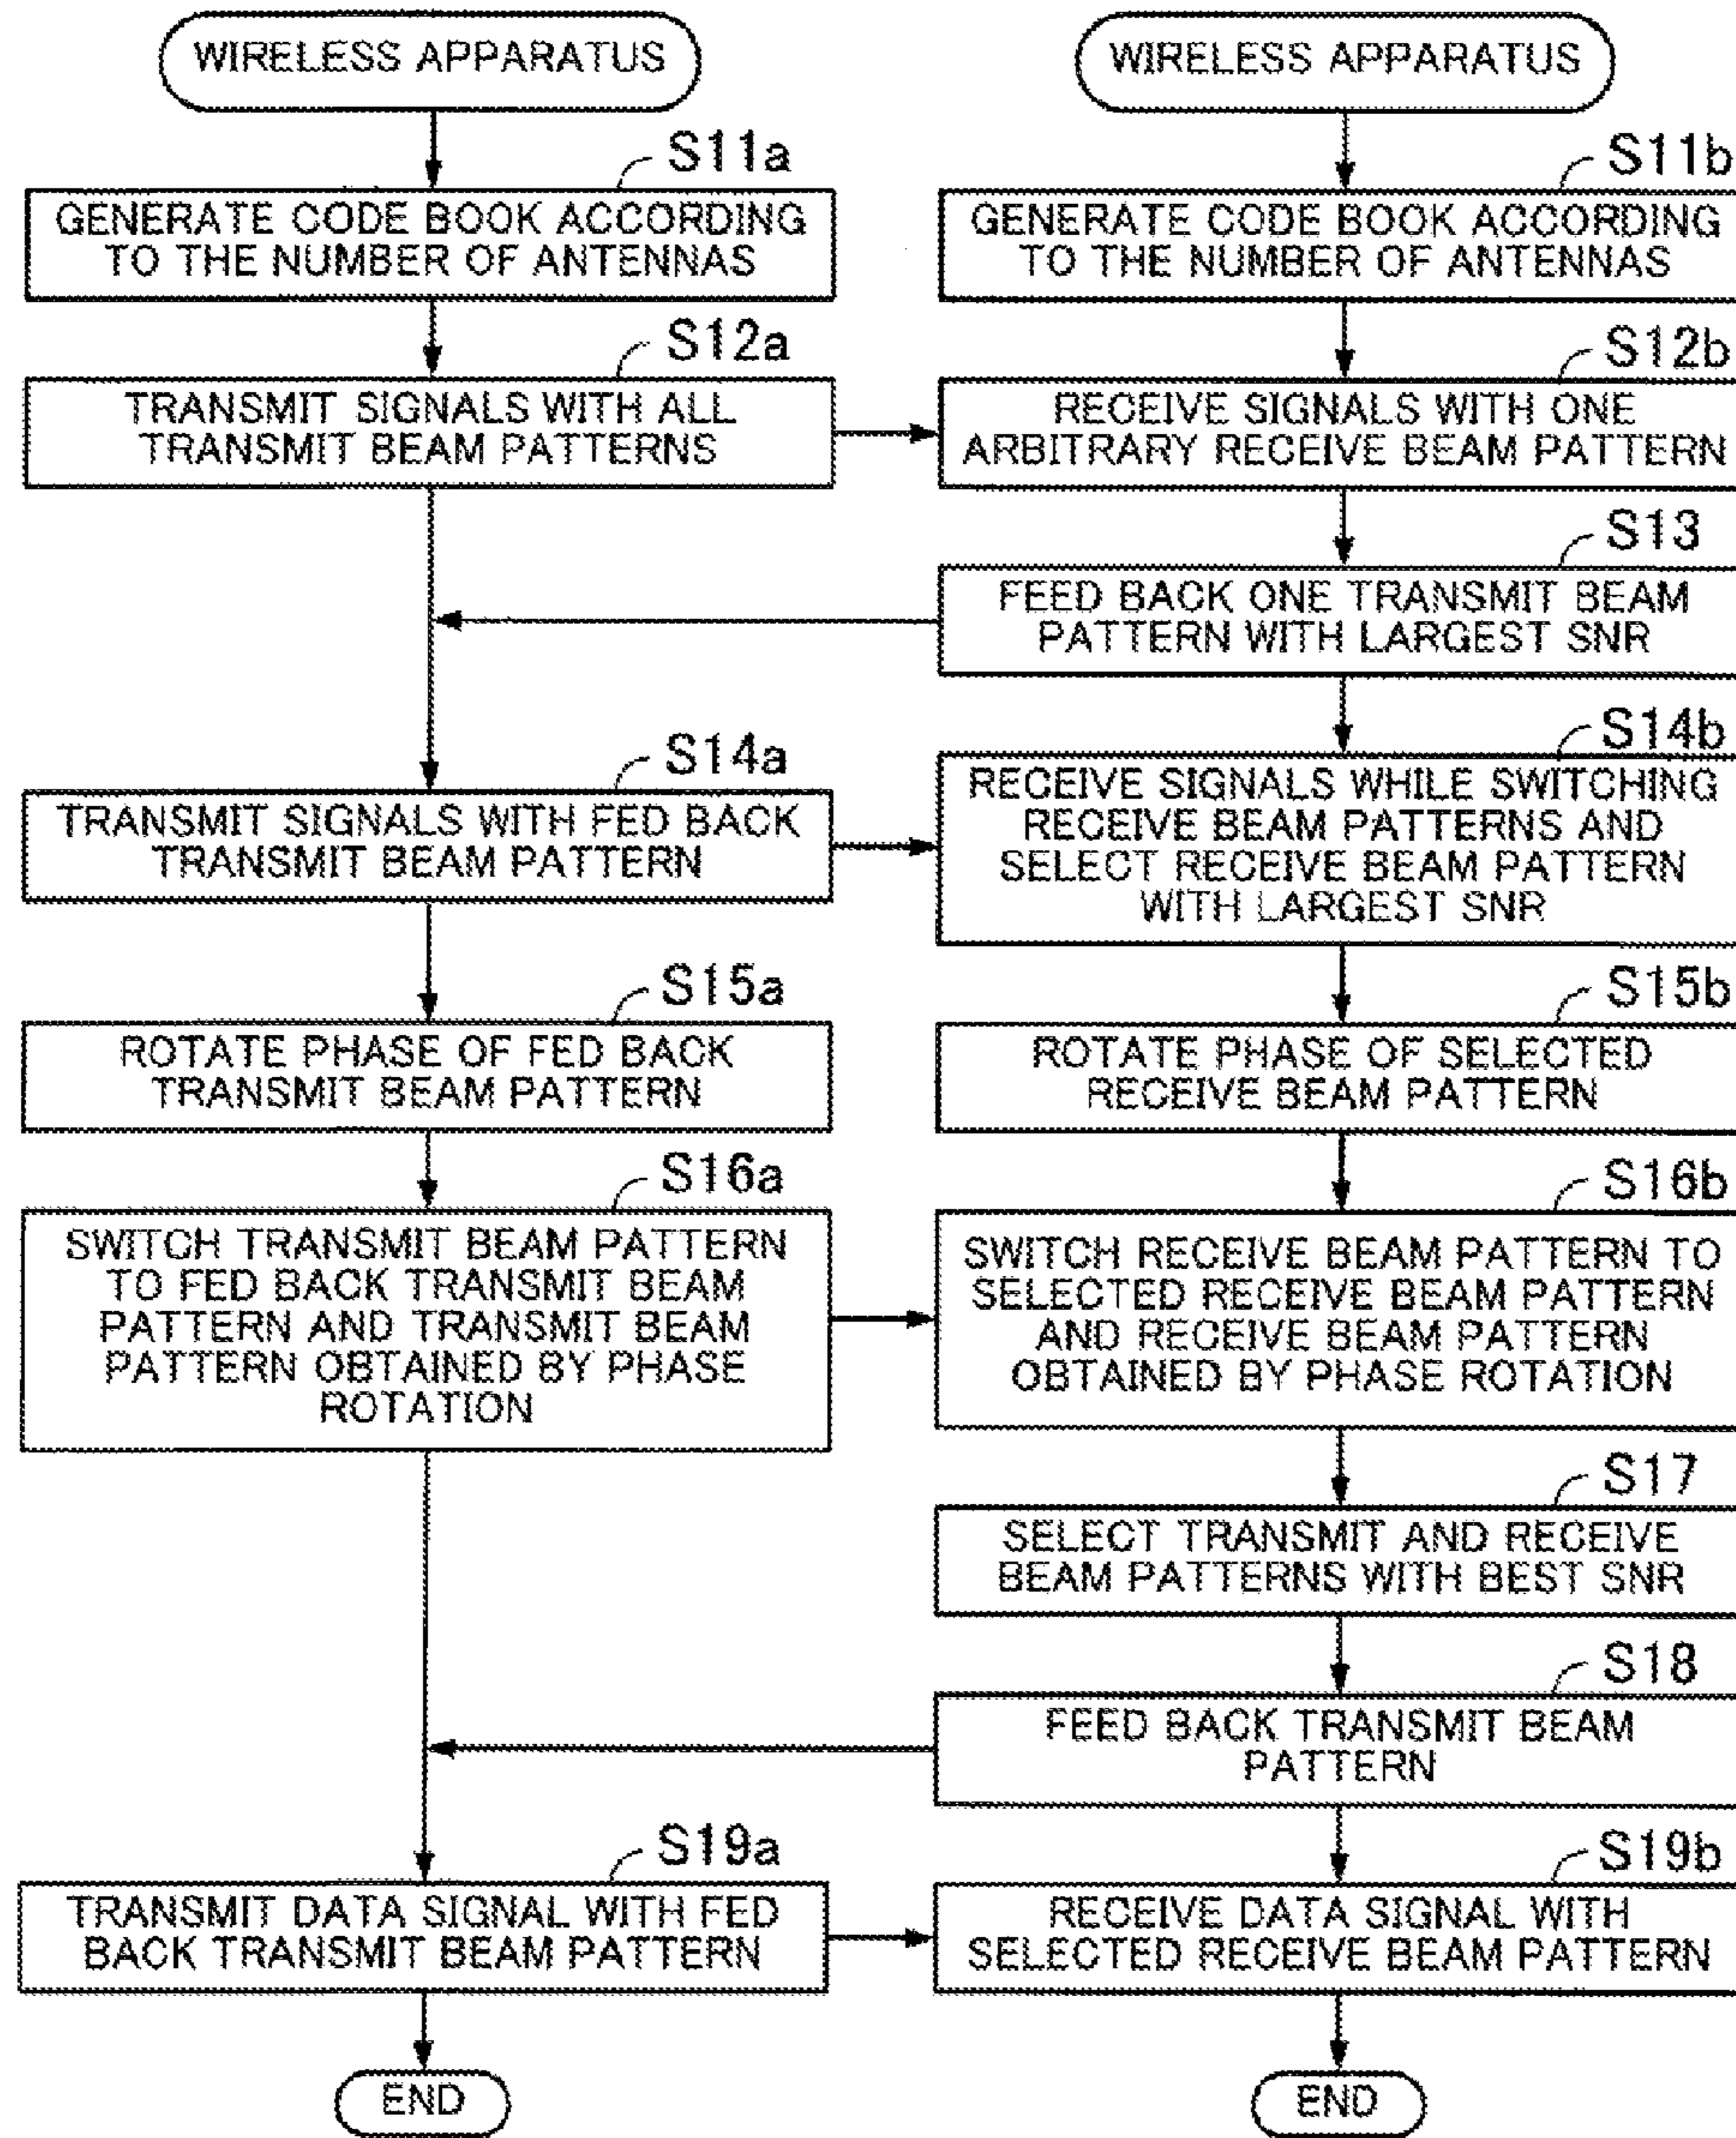 WIRELESS APPARATUS
WIRELESS APPARATUS
S11a
GENERATE CODE BOOK ACCORDING
TO THE NUMBER OF ANTENNAS
S11b
GENERATE CODE BOOK ACCORDING
TO THE NUMBER OF ANTENNAS
S12a
TRANSMIT SIGNALS WITH ALL
TRANSMIT BEAM PATTERNS
S12b
RECEIVE SIGNALS WITH ONE
ARBITRARY RECEIVE BEAM PATTERN
S13
FEED BACK ONE TRANSMIT BEAM
PATTERN WITH LARGEST SNR
S14a
TRANSMIT SIGNALS WITH FED BACK
TRANSMIT BEAM PATTERN
S14b
RECEIVE SIGNALS WHILE SWITCHING
RECEIVE BEAM PATTERNS AND
SELECT RECEIVE BEAM PATTERN
WITH LARGEST SNR
S15a
ROTATE PHASE OF FED BACK
TRANSMIT BEAM PATTERN
S15b
ROTATE PHASE OF SELECTED
RECEIVE BEAM PATTERN
S16a
SWITCH TRANSMIT BEAM PATTERN
TO FED BACK TRANSMIT BEAM
PATTERN AND TRANSMIT BEAM
PATTERN OBTAINED BY PHASE
ROTATION
S16b
SWITCH RECEIVE BEAM PATTERN TO
SELECTED RECEIVE BEAM PATTERN
AND RECEIVE BEAM PATTERN
OBTAINED BY PHASE ROTATION
S17
SELECT TRANSMIT AND RECEIVE
BEAM PATTERNS WITH BEST SNR
S18
FEED BACK TRANSMIT BEAM
PATTERN
S19a
TRANSMIT DATA SIGNAL WITH FED
BACK TRANSMIT BEAM PATTERN
S19b
RECEIVE DATA SIGNAL WITH
SELECTED RECEIVE BEAM PATTERN
END
END